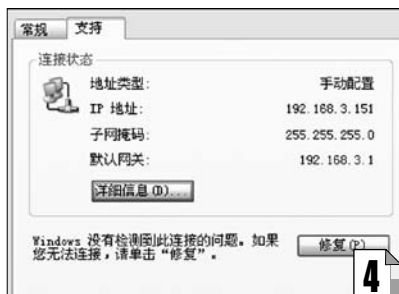 常规 支持
连接状态
地址类型: 手动配置
IP 地址: 192.168.3.151
子网掩码: 255.255.255.0
默认网关: 192.168.3.1
详细信息(D)...
Windows 没有检测到此连接的问题。如果 修复(P)
您无法连接，请单击“修复”。
4